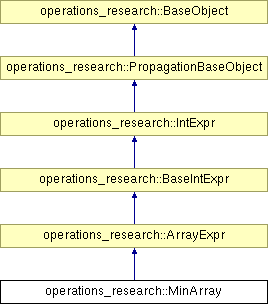 operations_research::BaseObject
operations_research::PropagationBaseObject
operations_research::IntExpr
operations_research::BaseIntExpr
operations_research::ArrayExpr
operations_research::MinArray